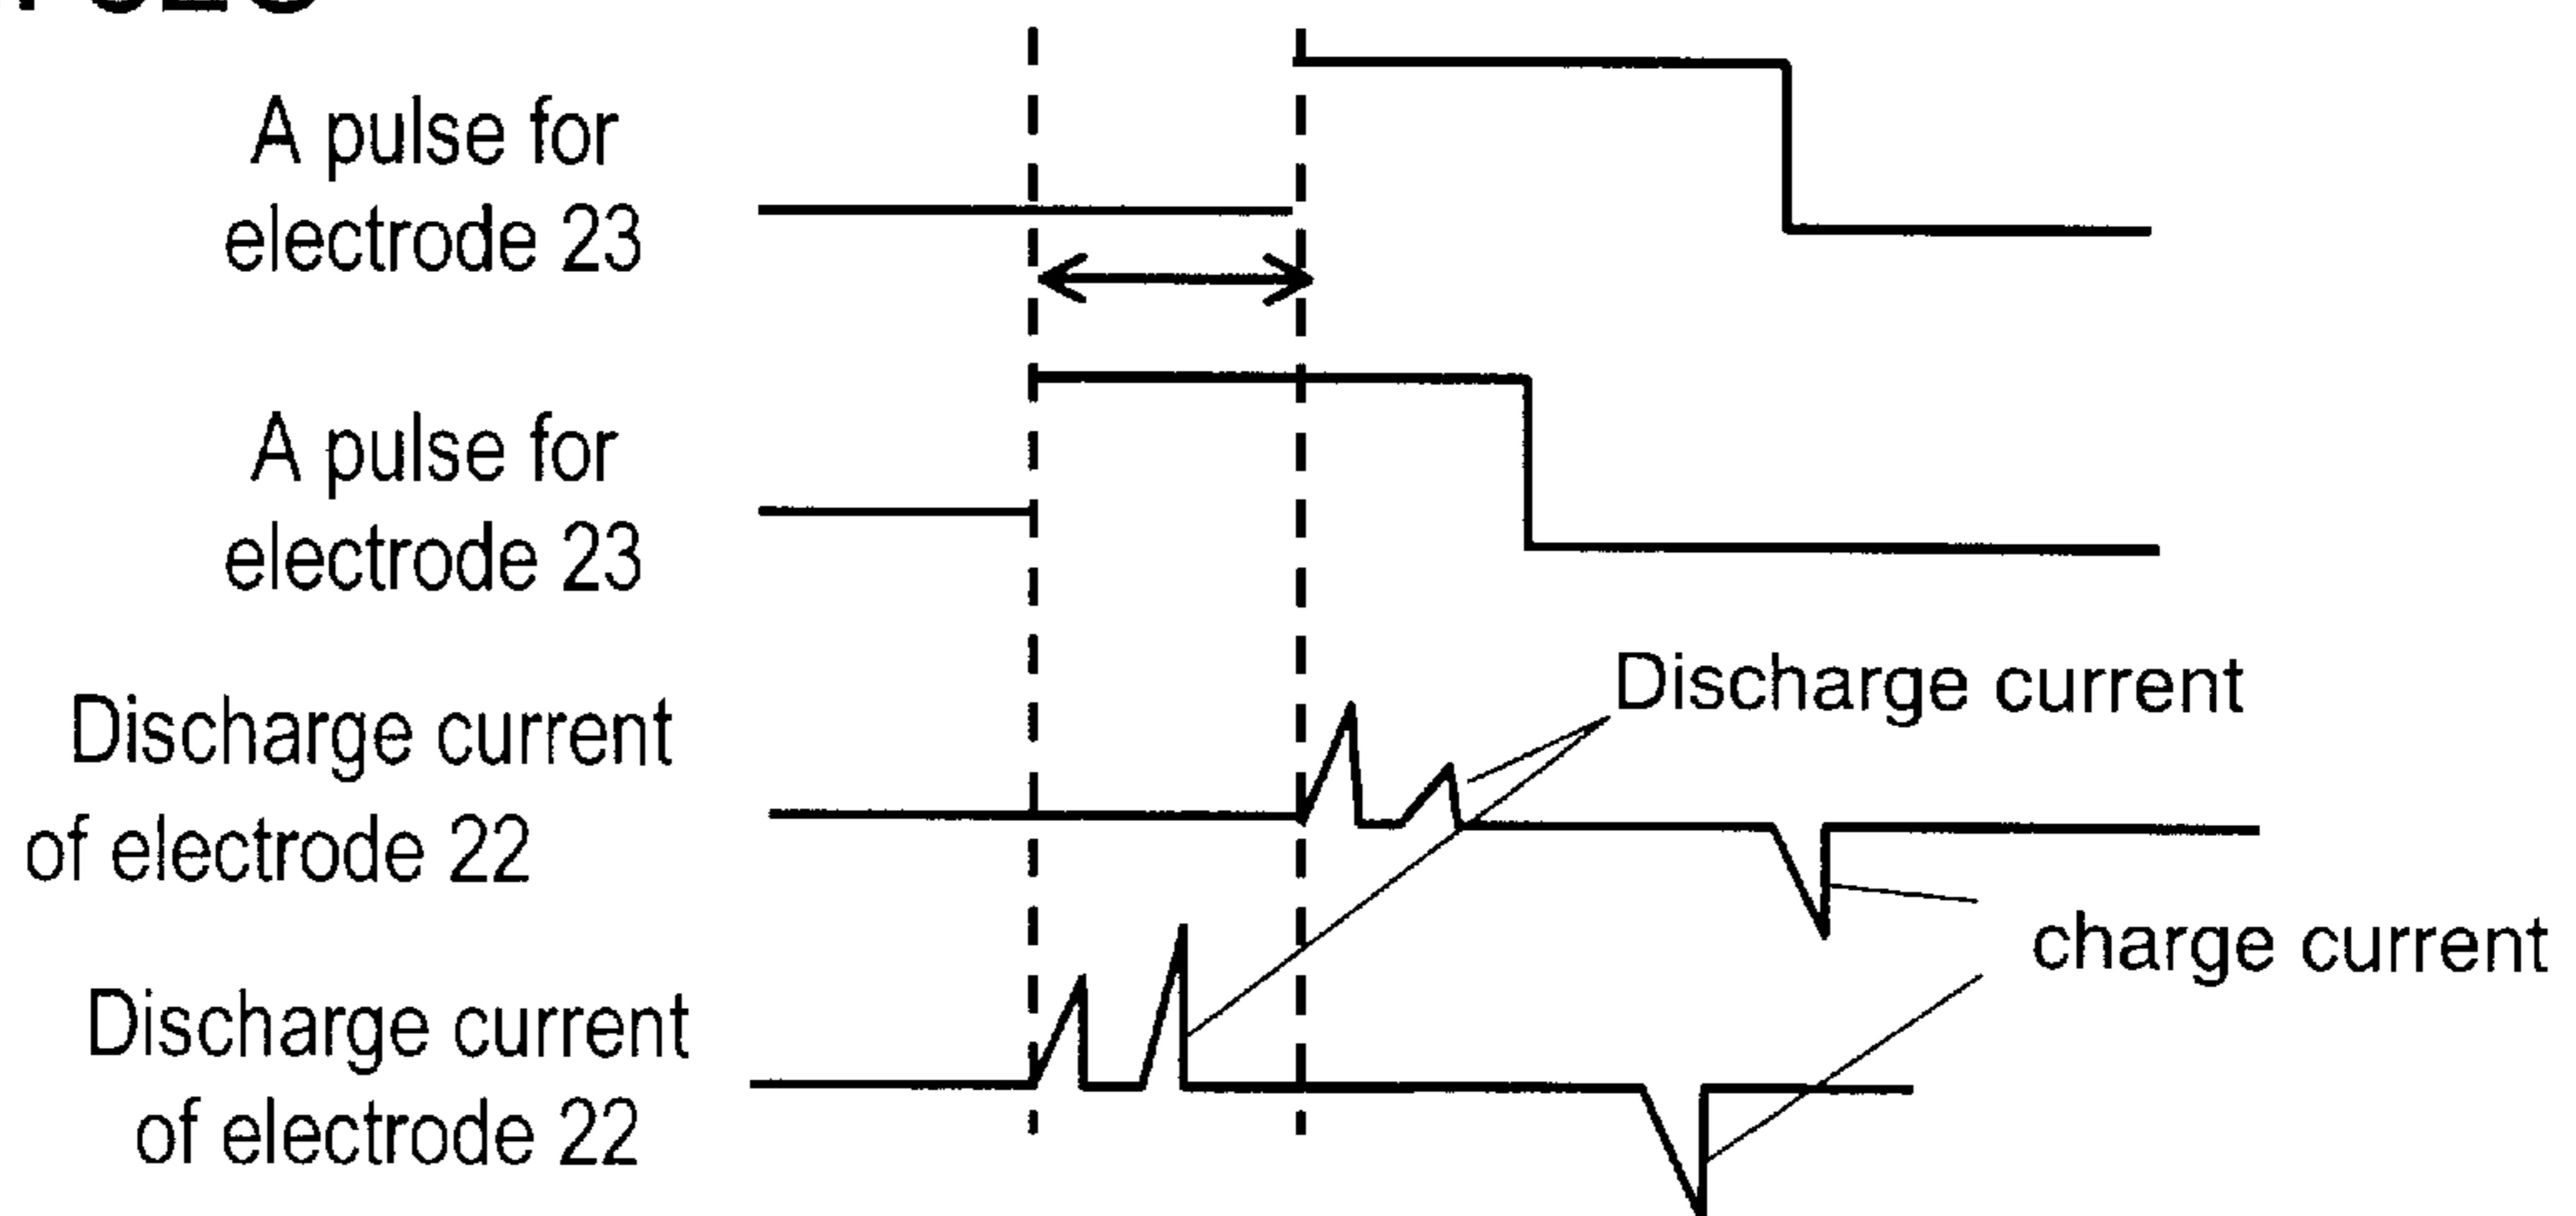 A pulse for
electrode 23
A pulse for
electrode 23
Discharge current
Discharge current
of electrode 22
charge current
Discharge current
of electrode 22